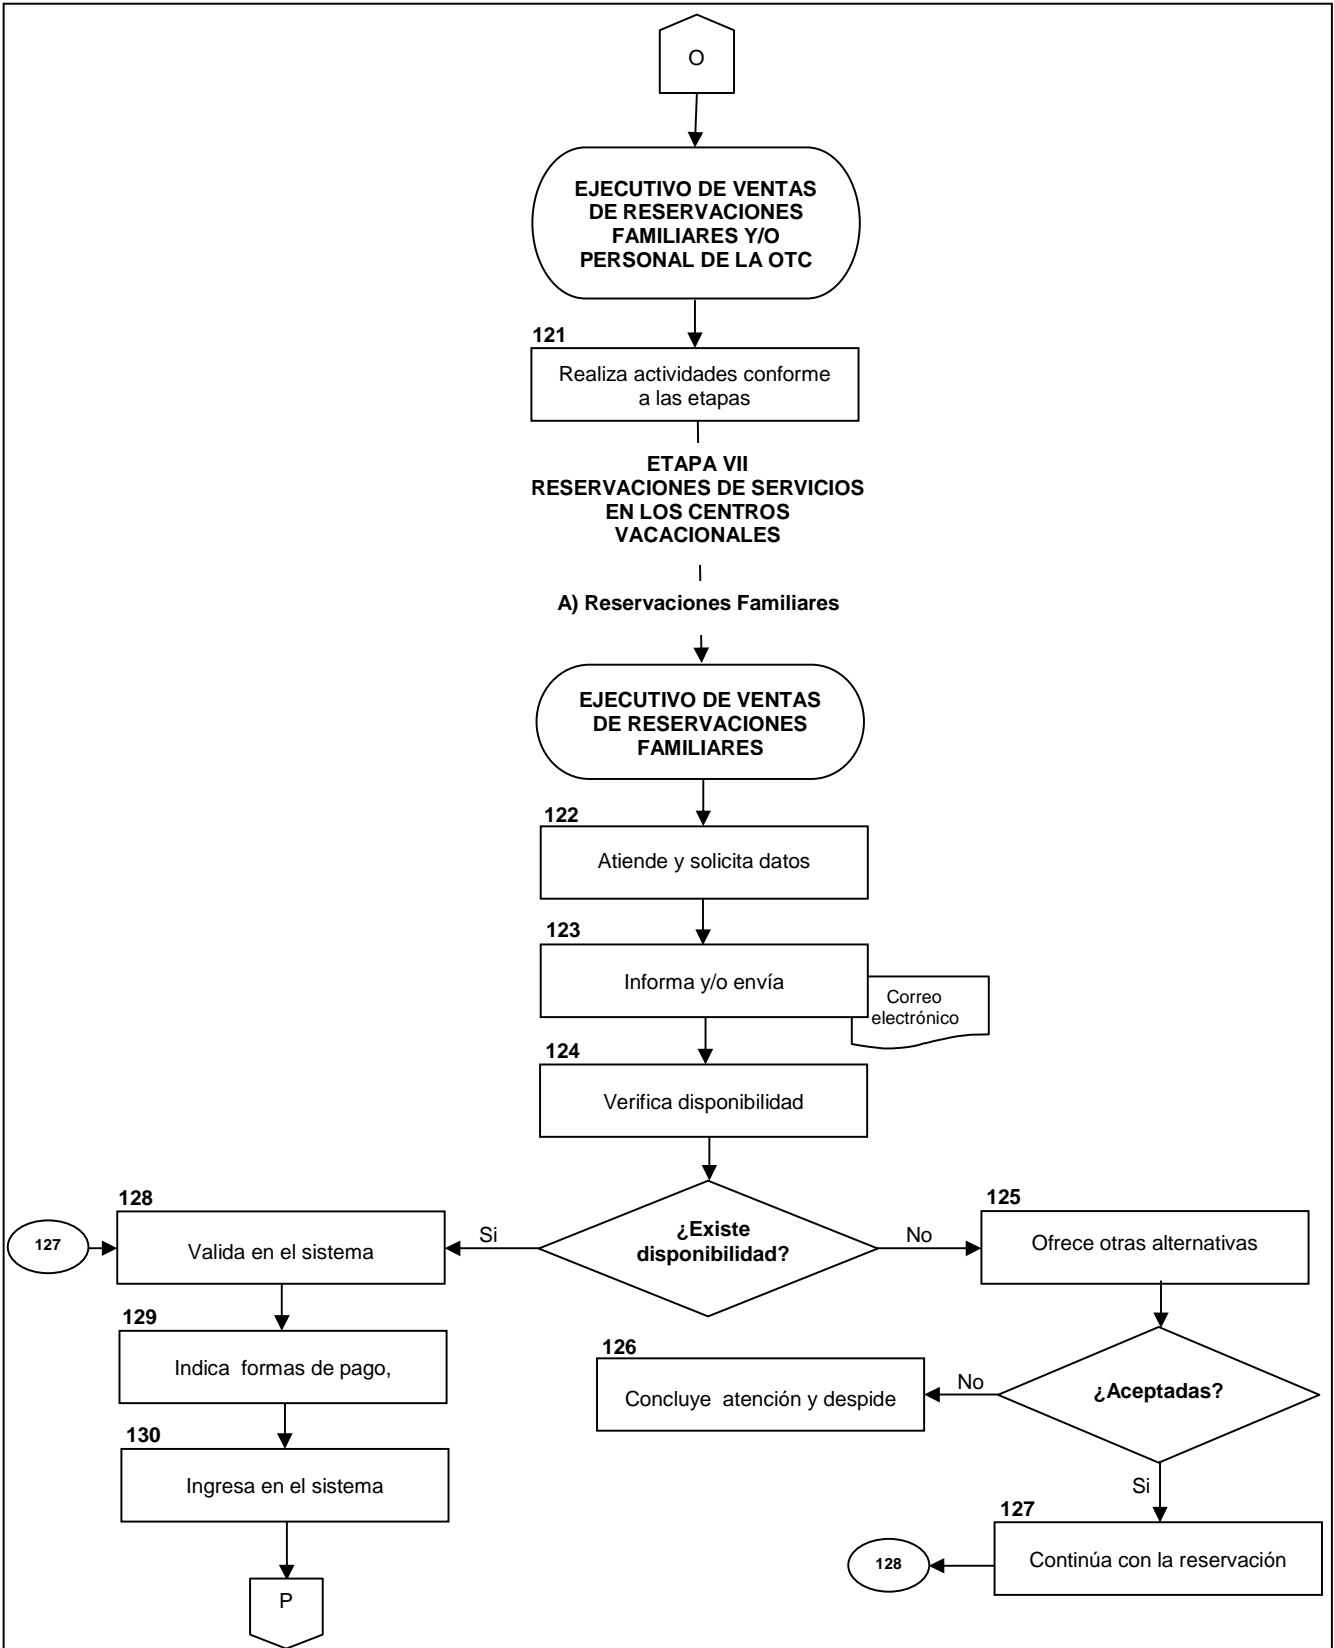 O
EJECUTIVO DE VENTAS
DE RESERVACIONES
FAMILIARES Y/O
PERSONAL DE LA OTC
121
Realiza actividades conforme
a las etapas
ETAPA VII
RESERVACIONES DE SERVICIOS
EN LOS CENTROS
VACACIONALES
A) Reservaciones Familiares
EJECUTIVO DE VENTAS
DE RESERVACIONES
FAMILIARES
122
Atiende y solicita datos
123
Informa y/o envía
Correo
electrónico
124
Verifica disponibilidad
¿Existe
disponibilidad?
Si
No
128
127
Valida en el sistema
125
Ofrece otras alternativas
129
Indica formas de pago,
126
Concluye atención y despide
No
¿Aceptadas?
130
Ingresa en el sistema
Si
127
Continúa con la reservación
128
P